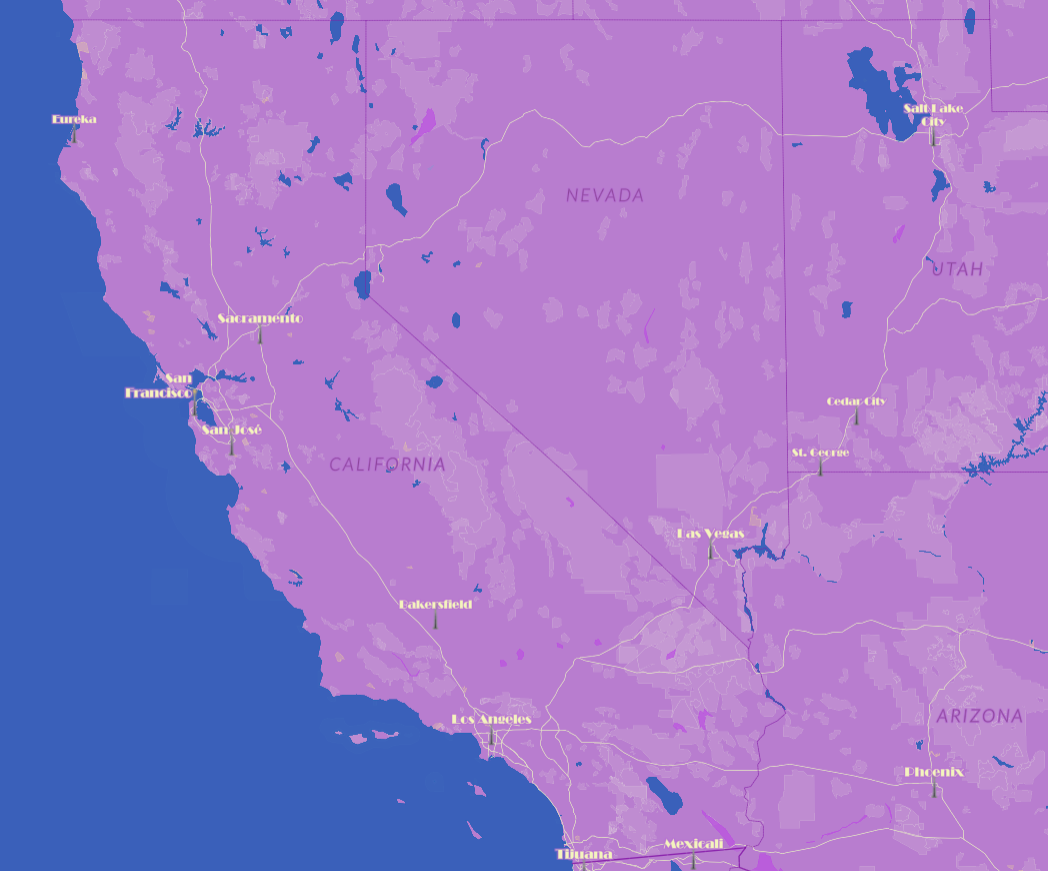 Eureka
Salt Lake
City
NEVADA
UTAH
Sacramento
San
Francisco
San José
Cedar City
St. George
CALIFORNIA
Las Vegas
Bakersfield
Los Angeles
ARIZONA
Phoenix
Mexicali
Tijuana